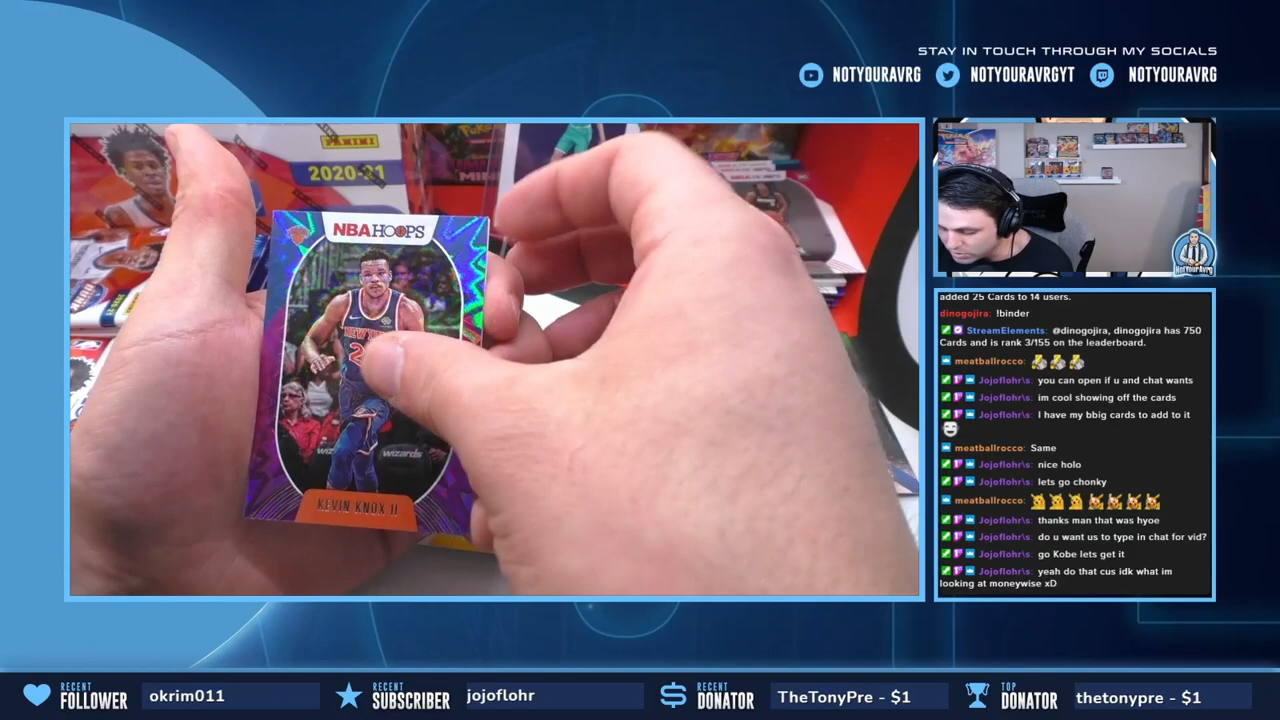 STAY IN TOUCH THROUGH MY SOCIALS
NOTYOURAVRG NOTYOURAVRGYT NOTYOURAVRG
PANINI
2020-21
NBA HOOPS
NEW YORK
wizards
KEVIN KNOX II
NotYourAvrg
added 25 Cards to 14 users.
dinogojira: !binder
StreamElements: @dinogojira, dinogojira has 750
Cards and is rank 3/155 on the leaderboard.
meatballrocco:
Jojoflohr\s: you can open if u and chat wants
Jojoflohr\s: im cool showing off the cards
Jojoflohr\s: I have my bbig cards to add to it
meatballrocco: Same
Jojoflohr\s: nice holo
Jojoflohr\s: lets go chonky
meatballrocco:
Jojoflohr\s: thanks man that was hyoe
Jojoflohr\s: do u want us to type in chat for vid?
Jojoflohr\s: go Kobe lets get it
Jojoflohr\s: yeah do that cus idk what im
looking at moneywise xD
RECENT FOLLOWER okrim011
RECENT SUBSCRIBER jojoflohr
RECENT DONATOR TheTonyPre - $1
TOP DONATOR thetonypre - $1